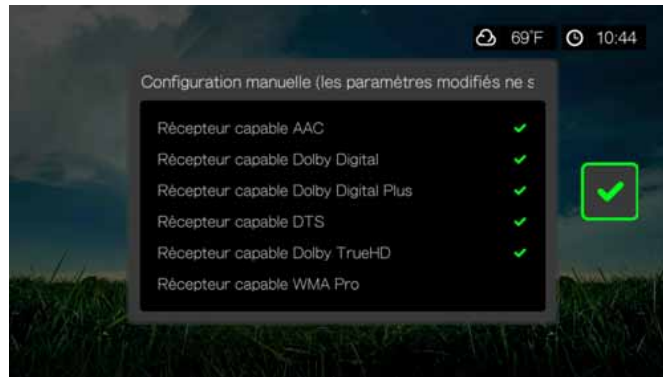 69°F 10:44
Configuration manuelle (les paramètres modifiés ne s
Récepteur capable AAC
Récepteur capable Dolby Digital
Récepteur capable Dolby Digital Plus
Récepteur capable DTS
Récepteur capable Dolby TrueHD
Récepteur capable WMA Pro